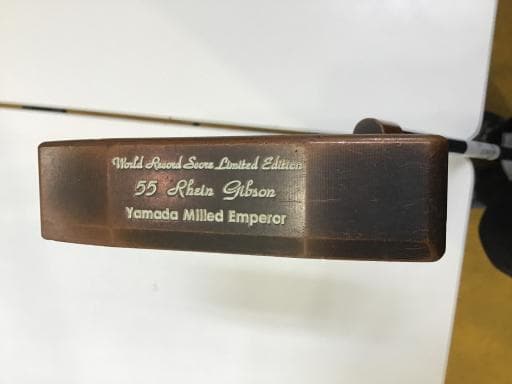 World Record Score Limited Edition
55 Rhein Gibson
Yamada Milled Emperor